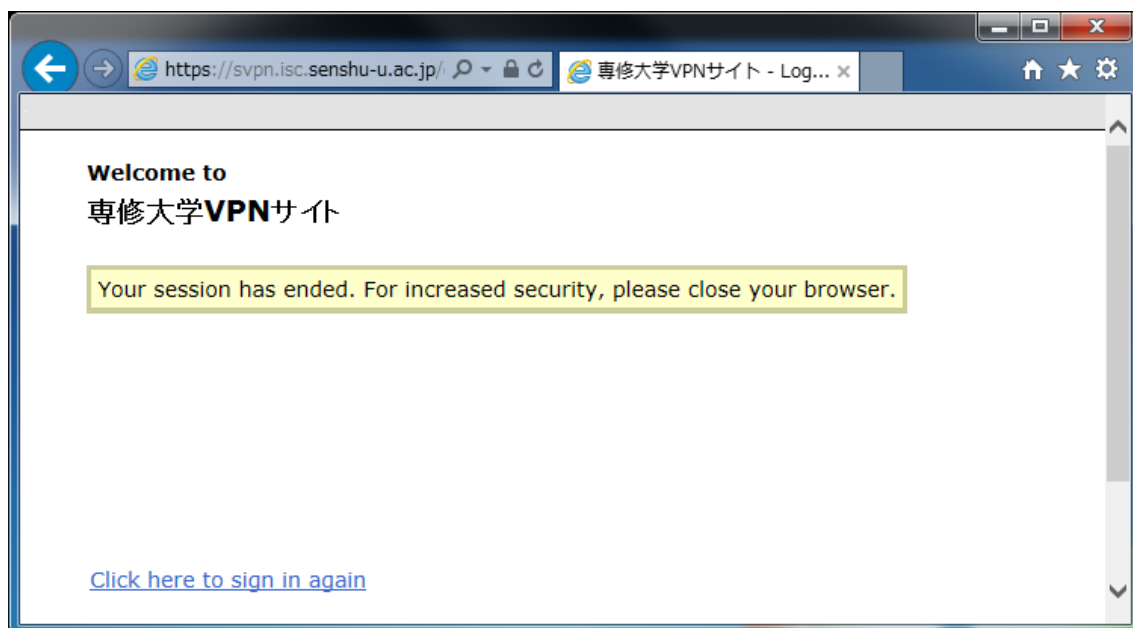 https://svpn.isc.senshu-u.ac.jp/
専修大学VPNサイト - Log...
Welcome to
専修大学VPNサイト
Your session has ended. For increased security, please close your browser.
Click here to sign in again